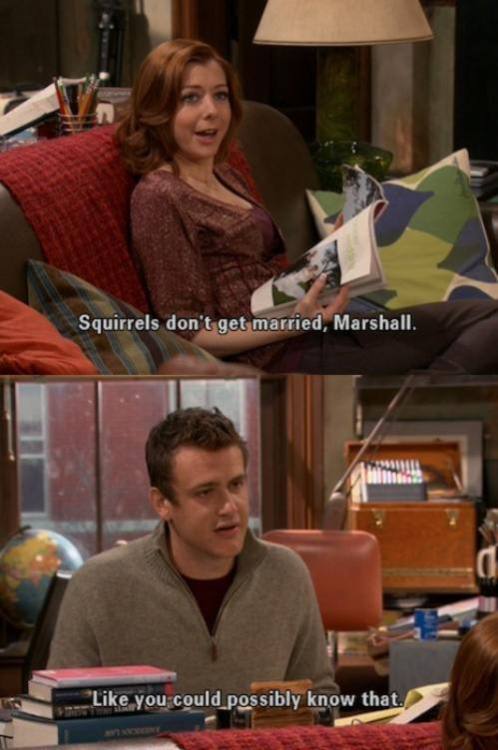 Squirrels don't get married, Marshall.
Like you could possibly know that.